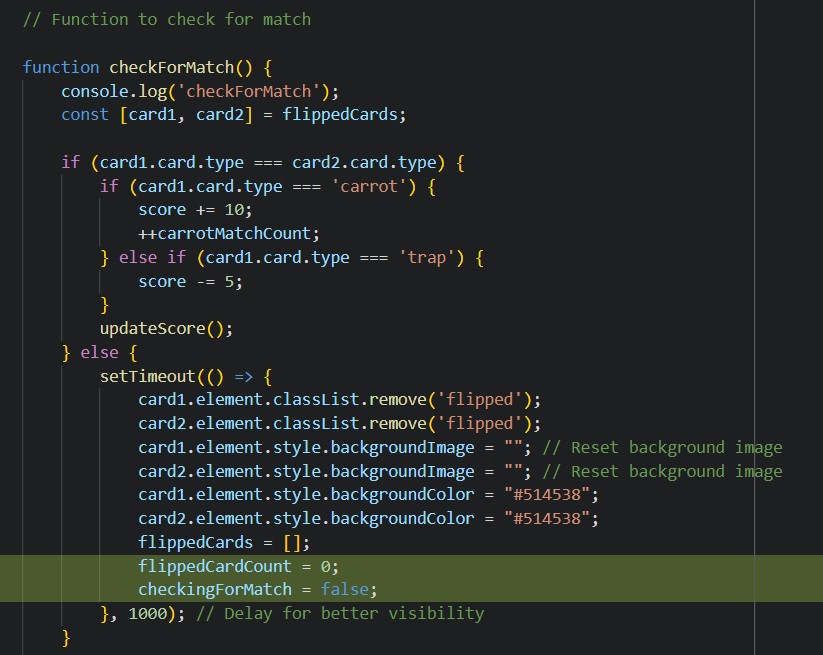 // Function to check for match
function checkForMatch() {
console.log('checkForMatch');
const [card1, card2] = flippedCards;
if (card1.card.type === card2.card.type) {
if (card1.card.type === 'carrot') {
score += 10;
++carrotMatchCount;
} else if (card1.card.type === 'trap') {
score -= 5;
}
updateScore();
} else {
setTimeout(() => {
card1.element.classList.remove('flipped');
card2.element.classList.remove('flipped');
card1.element.style.backgroundImage = ""; // Reset background image
card2.element.style.backgroundImage = ""; // Reset background image
card1.element.style.backgroundColor = "#514538";
card2.element.style.backgroundColor = "#514538";
flippedCards = [];
flippedCardCount = 0;
checkingForMatch = false;
}, 1000); // Delay for better visibility
}